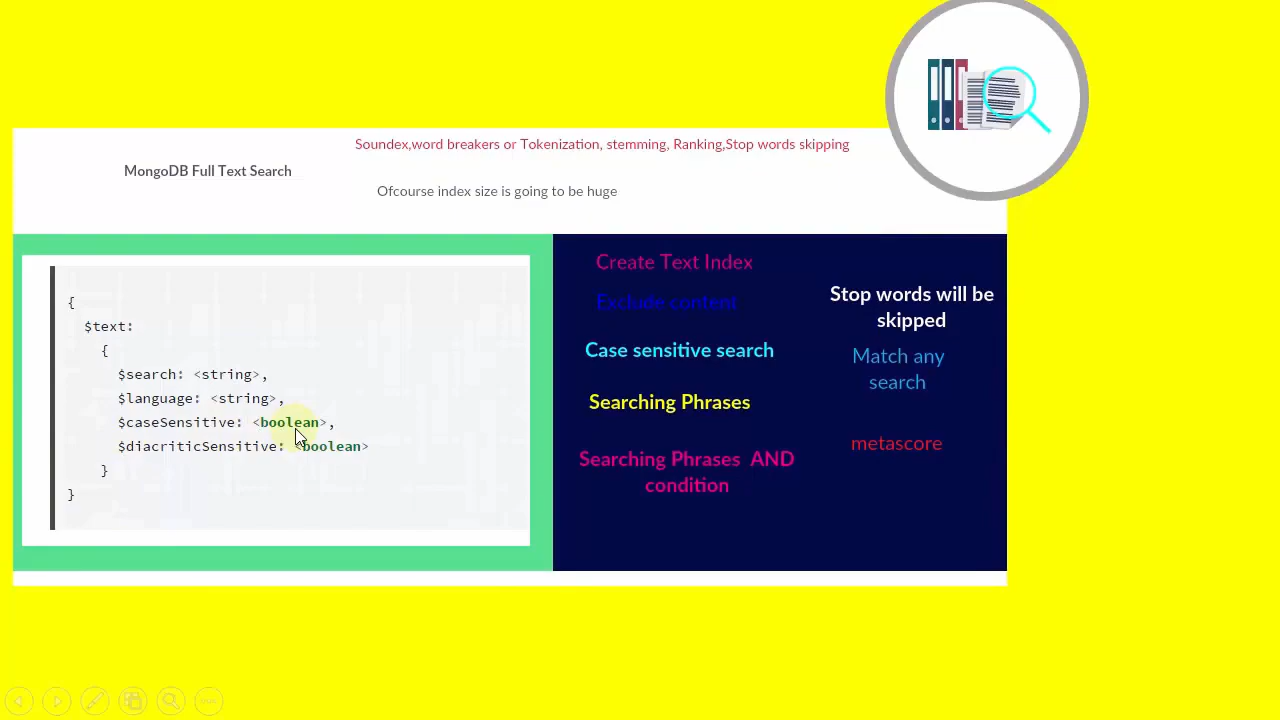 Soundex,word breakers or Tokenization, stemming, Ranking,Stop words skipping
MongoDB Full Text Search
Ofcourse index size is going to be huge
{
$text:
{
$search: <string>,
$language: <string>,
$caseSensitive: <boolean>,
$diacriticSensitive: <boolean>
}
}
Create Text Index
Exclude content
Case sensitive search
Searching Phrases
Searching Phrases AND
condition
Stop words will be
skipped
Match any
search
metascore